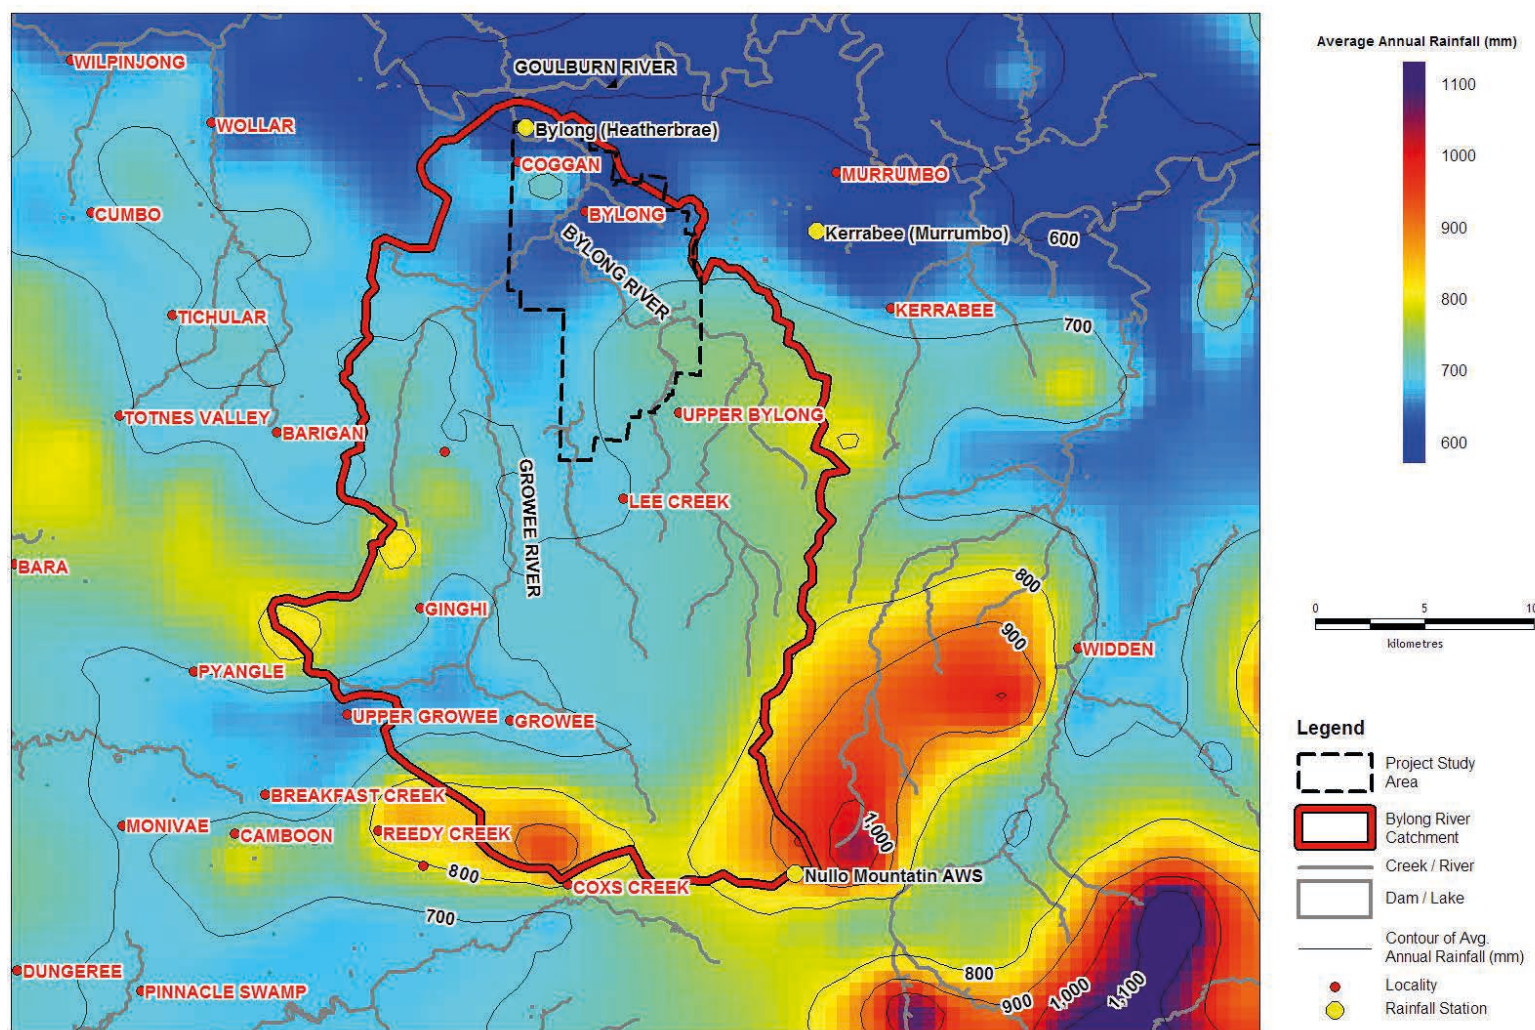 WILPINJONG
GOULBURN RIVER
WOLLAR
Bylong (Heatherbrae)
COGGAN
MURRUMBO
CUMBO
BYLONG
Kerrabee (Murrumbo)
600
BYLONG RIVER
TICHULAR
KERRABEE
700
TOTNES VALLEY
BARIGAN
UPPER BYLONG
GROWEE RIVER
LEE CREEK
BARA
800
GINGHI
900
WIDDEN
PYANGLE
UPPER GROWEE
GROWEE
BREAKFAST CREEK
MONIVAE
CAMBOON
REEDY CREEK
1,000
800
Nullo Mountatin AWS
COXS CREEK
700
DUNGEREE
PINNACLE SWAMP
800
900
1,000
1,100
Average Annual Rainfall (mm)
1100
1000
900
800
700
600
0 5 10
kilometres
Legend
Project Study
Area
Bylong River
Catchment
Creek / River
Dam / Lake
Contour of Avg.
Annual Rainfall (mm)
Locality
Rainfall Station